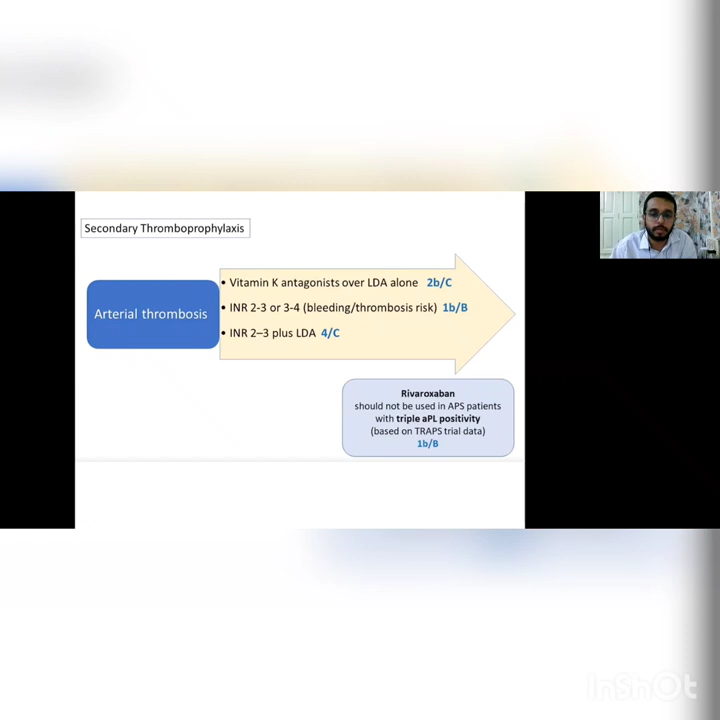 Secondary Thromboprophylaxis
Arterial thrombosis
• Vitamin K antagonists over LDA alone 2b/C
• INR 2-3 or 3-4 (bleeding/thrombosis risk) 1b/B
• INR 2–3 plus LDA 4/C
Rivaroxaban
should not be used in APS patients
with triple aPL positivity
(based on TRAPS trial data)
1b/B
InShOt